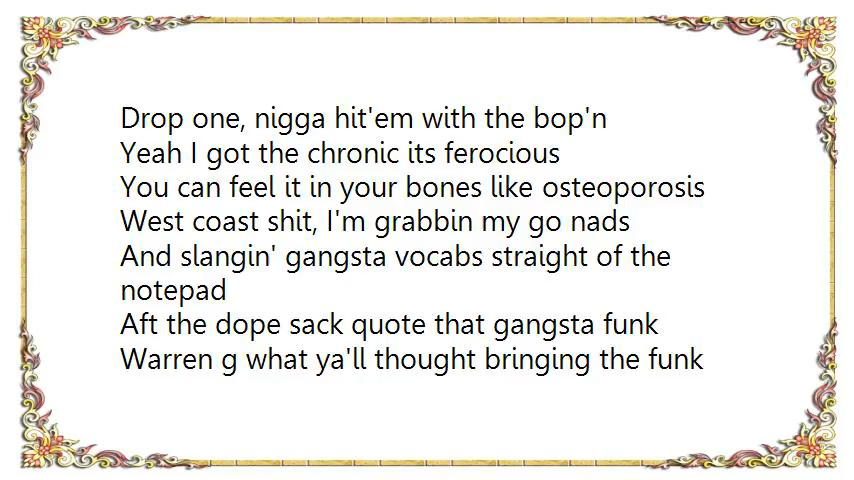 Drop one, nigga hit'em with the bop'n
Yeah I got the chronic its ferocious
You can feel it in your bones like osteoporosis
West coast shit, I'm grabbin my go nads
And slangin' gangsta vocabs straight of the
notepad
Aft the dope sack quote that gangsta funk
Warren g what ya'll thought bringing the funk